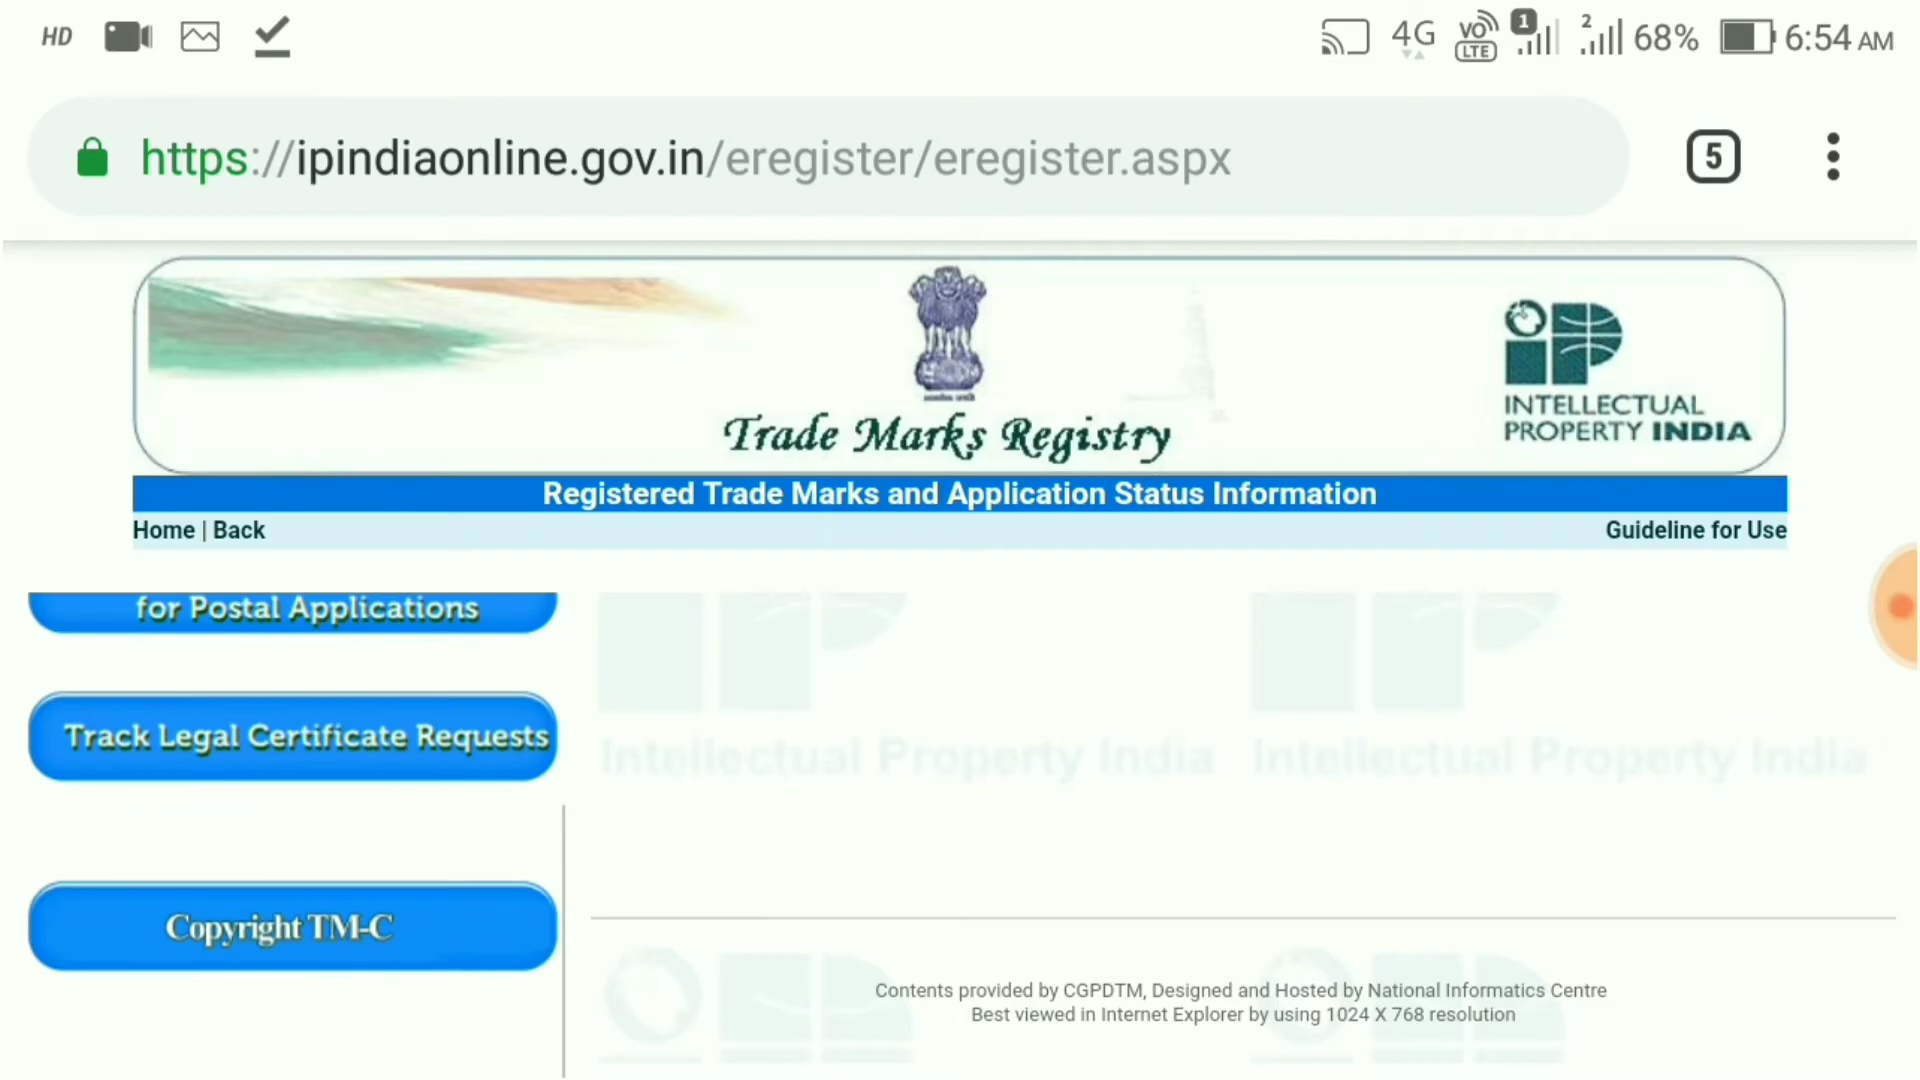 HD
4G
VO
LTE
1
2
68%
6:54 AM
https://ipindiaonline.gov.in/eregister/eregister.aspx
5
Trade Marks Registry
INTELLECTUAL
PROPERTY INDIA
Registered Trade Marks and Application Status Information
Home | Back
Guideline for Use
for Postal Applications
Track Legal Certificate Requests
Intellectual Property India
Intellectual Property India
Copyright TM-C
Contents provided by CGPDTM, Designed and Hosted by National Informatics Centre
Best viewed in Internet Explorer by using 1024 X 768 resolution